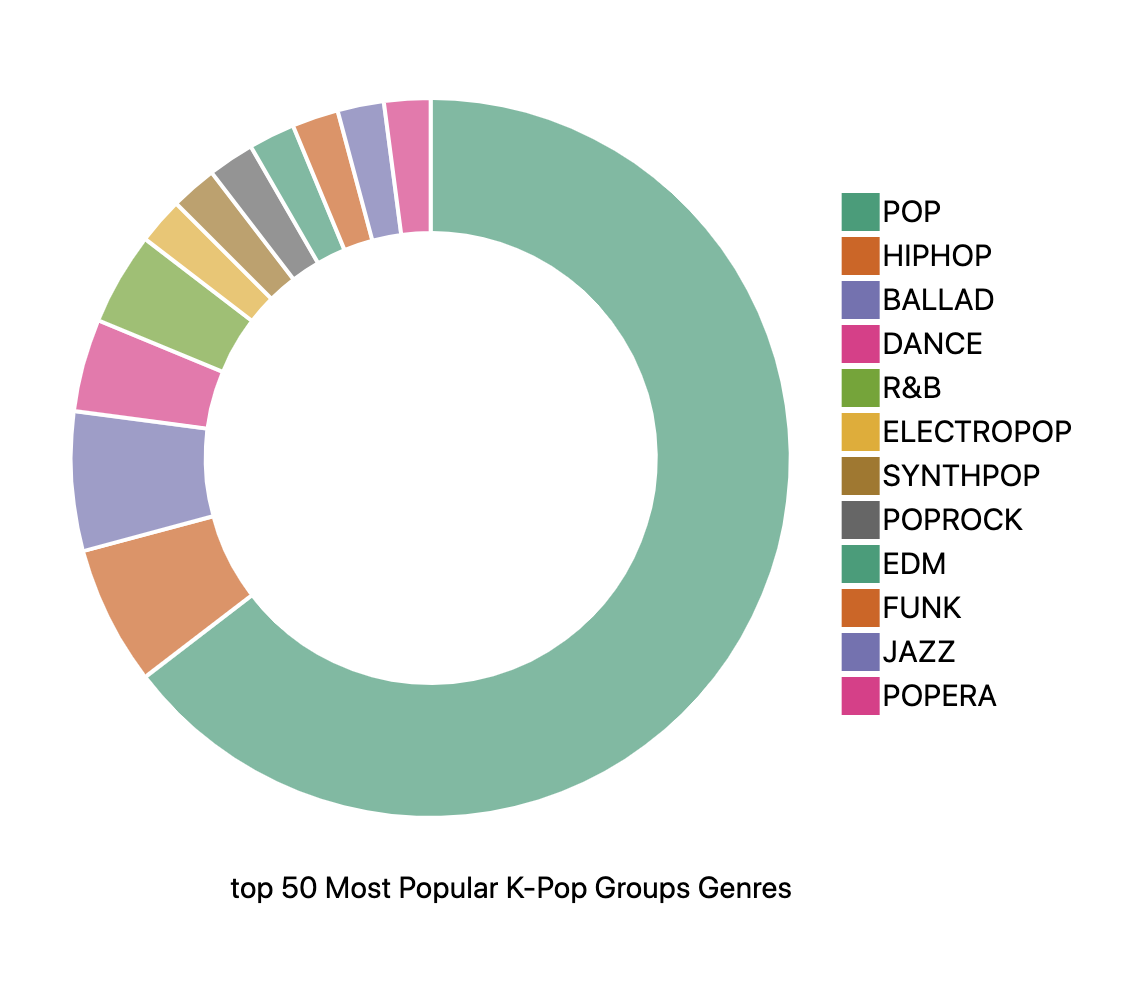 POP
HIPHOP
BALLAD
DANCE
R&B
ELECTROPOP
SYNTHPOP
POPROCK
EDM
FUNK
JAZZ
POPERA
top 50 Most Popular K-Pop Groups Genres